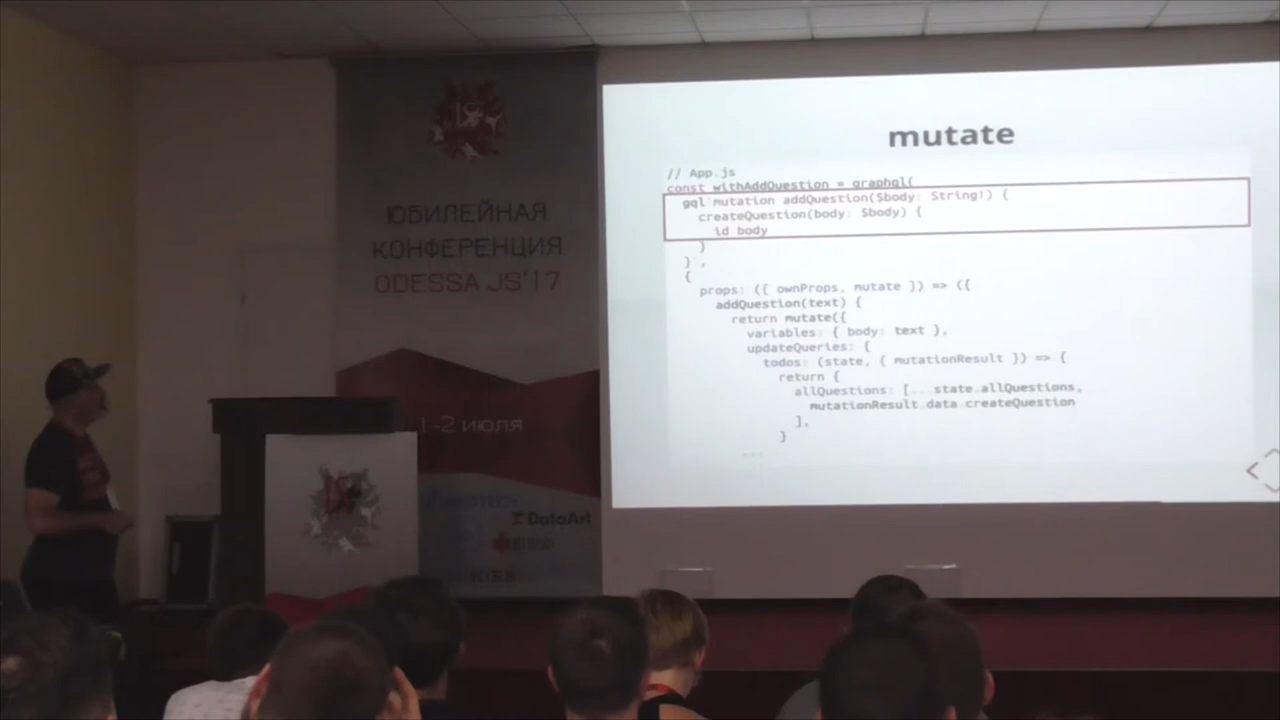 ЮБИЛЕЙНАЯ
КОНФЕРЕНЦИЯ
ODESSA JS'17
1-2 июля
DataArt
mutate
// App.js
const withAddQuestion = graphql(
gql`mutation addQuestion($body: String!) {
createQuestion(body: $body) {
id body
}
}`,
{
props: ({ ownProps, mutate }) => ({
addQuestion(text) {
return mutate({
variables: { body: text },
updateQueries: {
todos: (state, { mutationResult }) => {
return {
allQuestions: [...state.allQuestions,
mutationResult.data.createQuestion
],
}
...